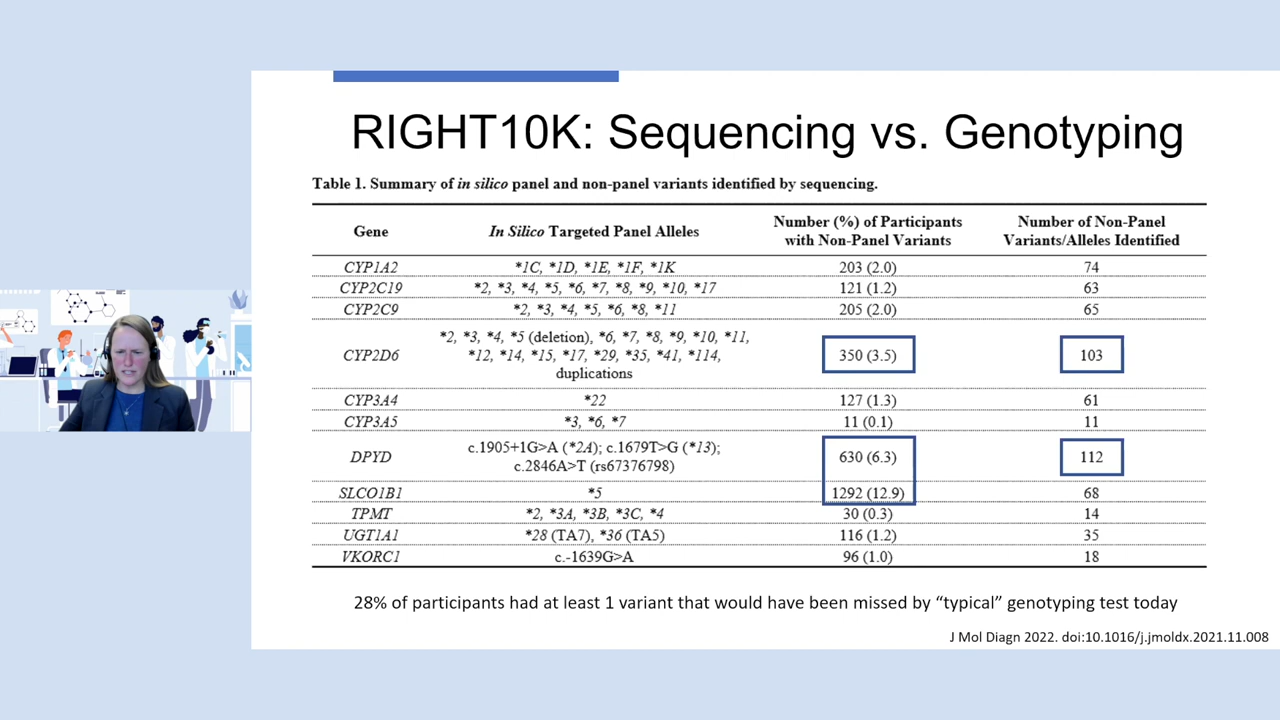 RIGHT10K: Sequencing vs. Genotyping
Table 1. Summary of in silico panel and non-panel variants identified by sequencing.
Gene In Silico Targeted Panel Alleles Number (%) of Participants with Non-Panel Variants Number of Non-Panel Variants/Alleles Identified
CYP1A2 *1C, *1D, *1E, *1F, *1K 203 (2.0) 74
CYP2C19 *2, *3, *4, *5, *6, *7, *8, *9, *10, *17 121 (1.2) 63
CYP2C9 *2, *3, *4, *5, *6, *8, *11 205 (2.0) 65
CYP2D6 *2, *3, *4, *5 (deletion), *6, *7, *8, *9, *10, *11,
*12, *14, *15, *17, *29, *35, *41, *114,
duplications 350 (3.5) 103
CYP3A4 *22 127 (1.3) 61
CYP3A5 *3, *6, *7 11 (0.1) 11
DPYD c.1905+1G>A (*2A); c.1679T>G (*13);
c.2846A>T (rs67376798) 630 (6.3) 112
SLCO1B1 *5 1292 (12.9) 68
TPMT *2, *3A, *3B, *3C, *4 30 (0.3) 14
UGT1A1 *28 (TA7), *36 (TA5) 116 (1.2) 35
VKORC1 c.-1639G>A 96 (1.0) 18
28% of participants had at least 1 variant that would have been missed by “typical” genotyping test today
J Mol Diagn 2022. doi:10.1016/j.jmoldx.2021.11.008